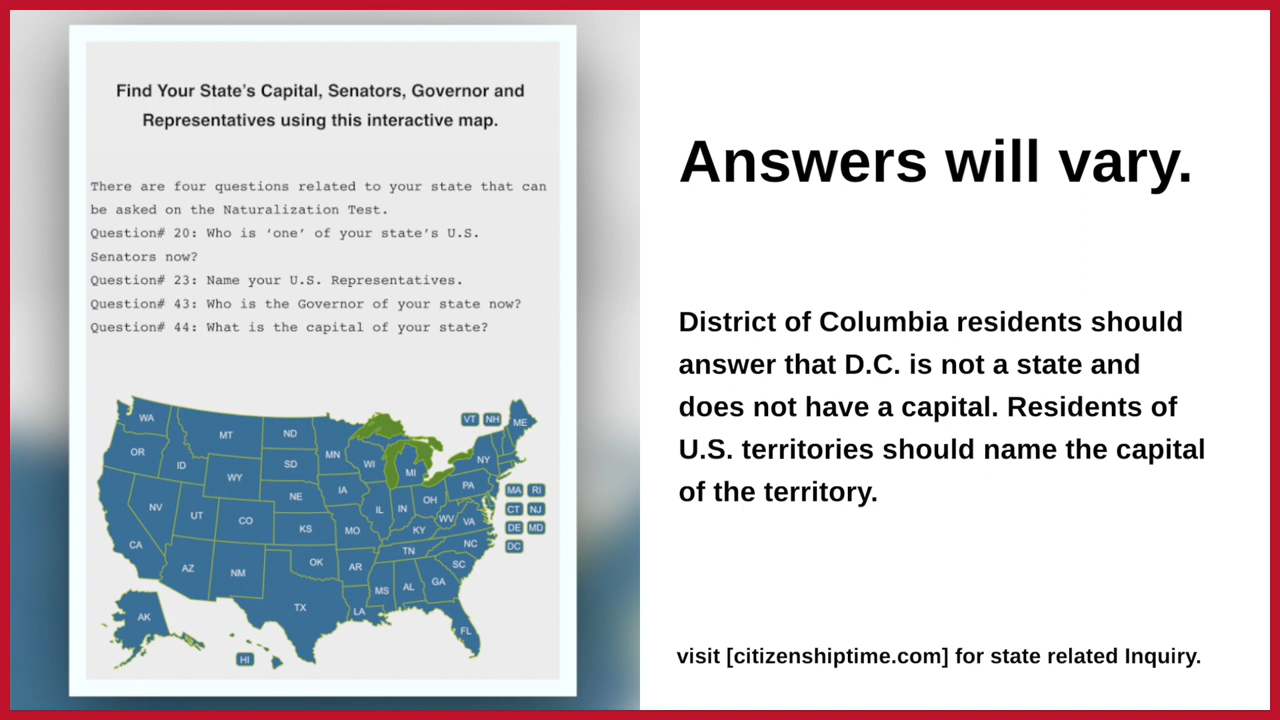 Find Your State's Capital, Senators, Governor and
Representatives using this interactive map.
There are four questions related to your state that can
be asked on the Naturalization Test.
Question# 20: Who is ‘one’ of your state’s U.S.
Senators now?
Question# 23: Name your U.S. Representatives.
Question# 43: Who is the Governor of your state now?
Question# 44: What is the capital of your state?
WA
MT
ND
MN
VT NH
ME
OR
ID
WY
SD
WI
MI
NY
NV
UT
CO
NE
IA
IL
IN
OH
PA
MA RI
CT NJ
DE MD
DC
CA
KS
MO
KY
WV
VA
AZ
NM
OK
AR
TN
NC
SC
TX
LA
MS
AL
GA
FL
AK
HI
Answers will vary.
District of Columbia residents should
answer that D.C. is not a state and
does not have a capital. Residents of
U.S. territories should name the capital
of the territory.
visit [citizenshiptime.com] for state related Inquiry.